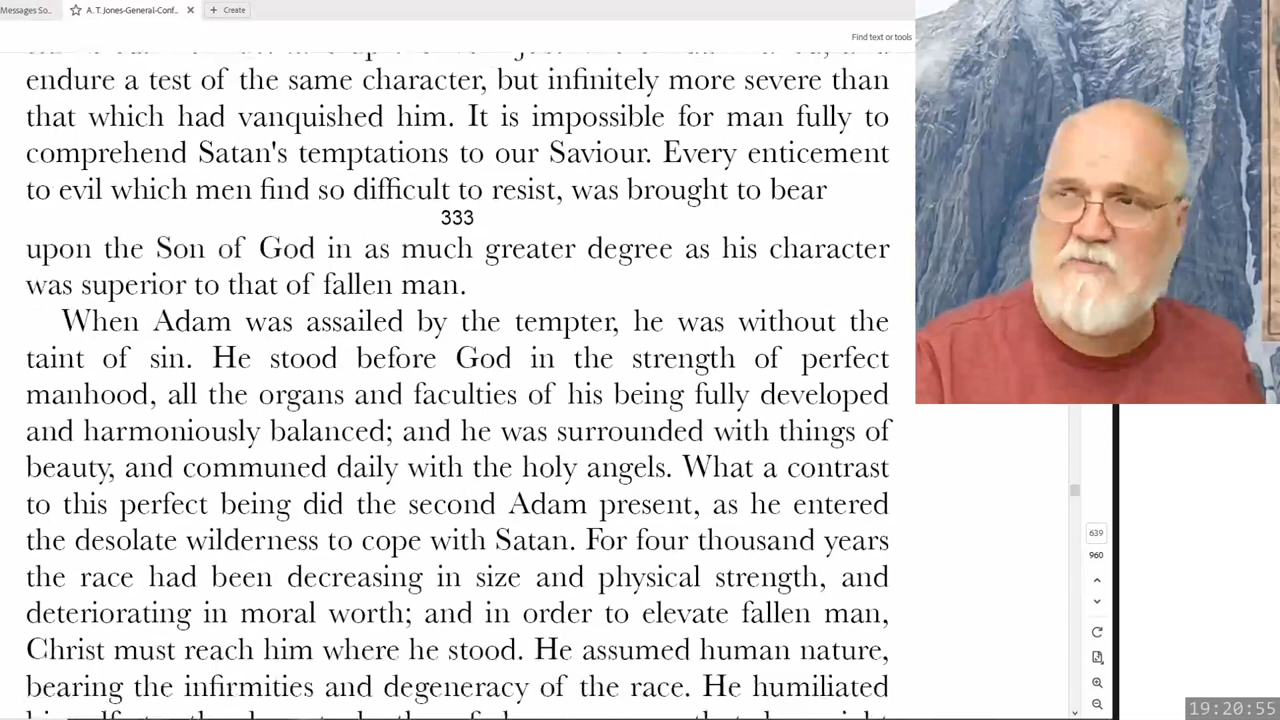 Messages So..
A. T. Jones-General-Conf..
Create
Find text or tools
endure a test of the same character, but infinitely more severe than
that which had vanquished him. It is impossible for man fully to
comprehend Satan's temptations to our Saviour. Every enticement
to evil which men find so difficult to resist, was brought to bear
333
upon the Son of God in as much greater degree as his character
was superior to that of fallen man.
When Adam was assailed by the tempter, he was without the
taint of sin. He stood before God in the strength of perfect
manhood, all the organs and faculties of his being fully developed
and harmoniously balanced; and he was surrounded with things of
beauty, and communed daily with the holy angels. What a contrast
to this perfect being did the second Adam present, as he entered
the desolate wilderness to cope with Satan. For four thousand years
the race had been decreasing in size and physical strength, and
deteriorating in moral worth; and in order to elevate fallen man,
Christ must reach him where he stood. He assumed human nature,
bearing the infirmities and degeneracy of the race. He humiliated
639
960
19:20:55